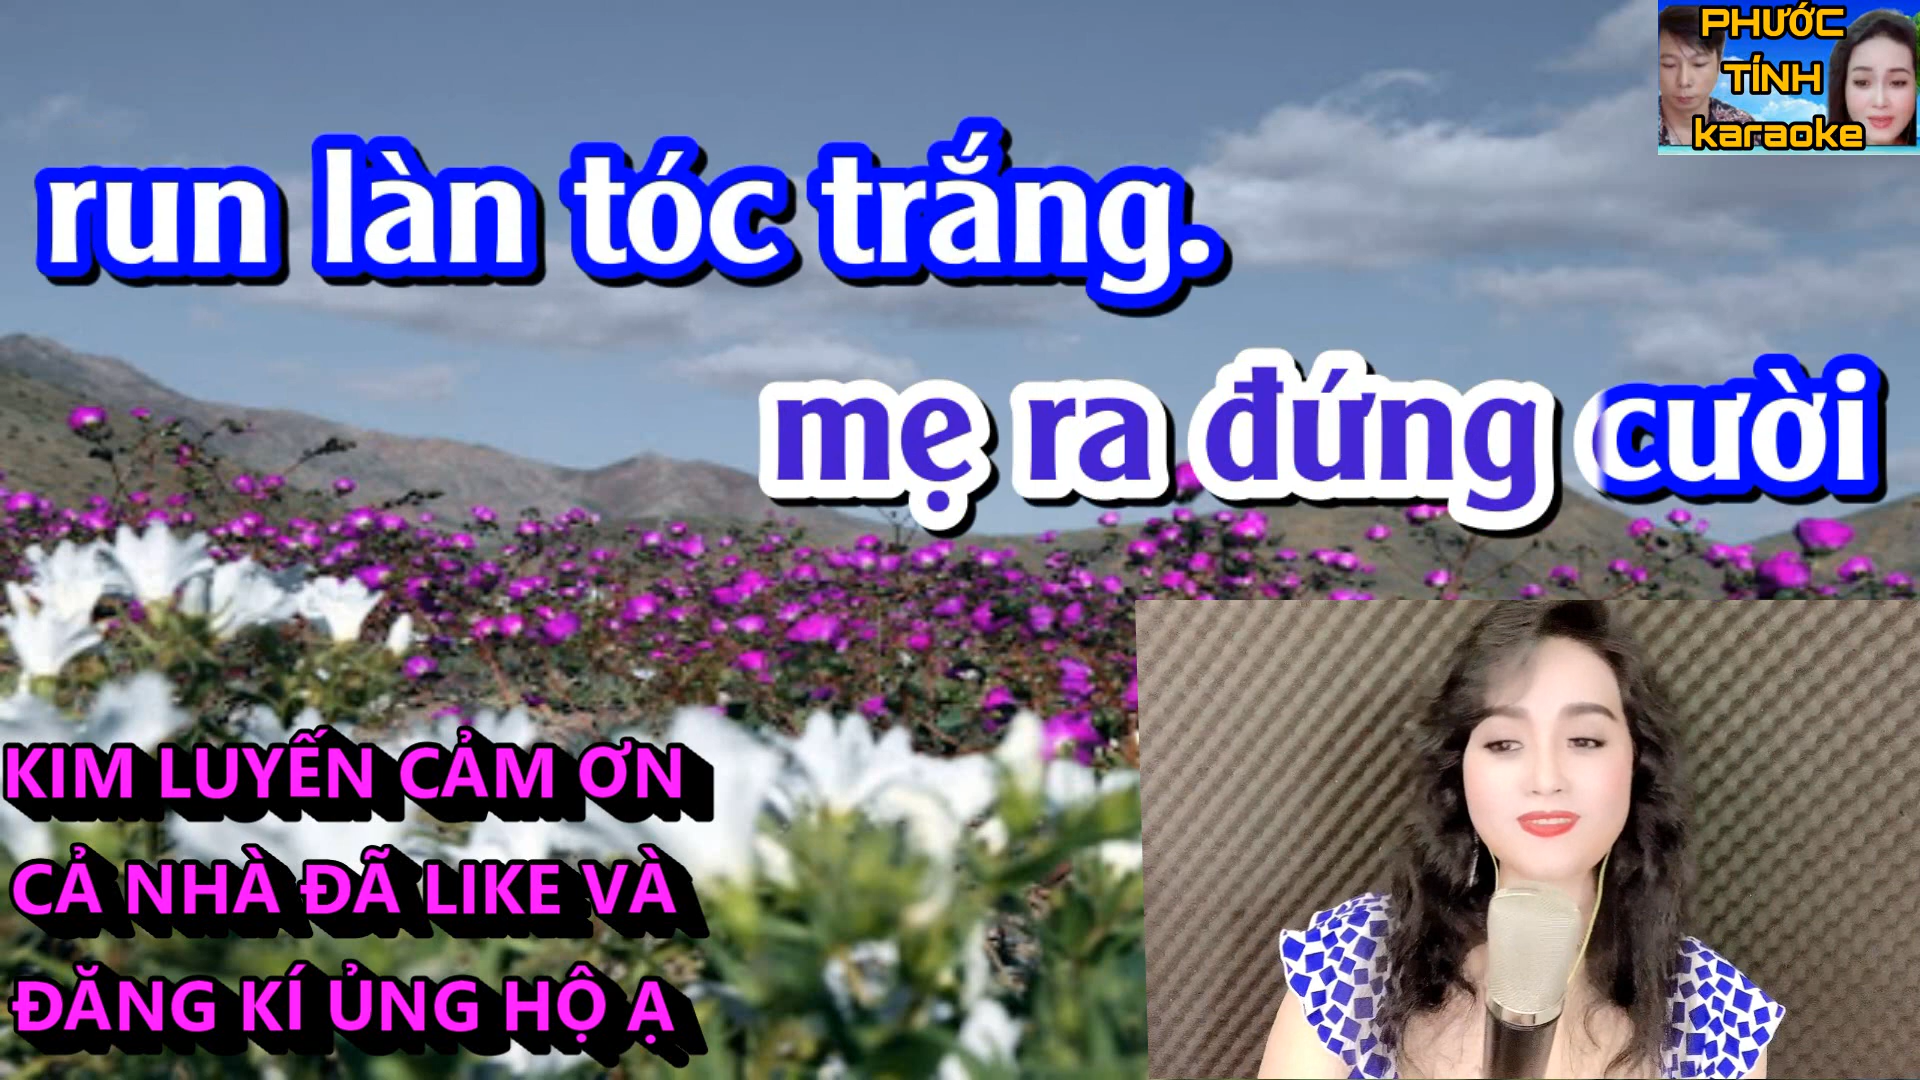 PHƯỚC
TÍNH
karaoke
run làn tóc trắng.
mẹ ra đứng cười
KIM LUYẾN CẢM ƠN
CẢ NHÀ ĐÃ LIKE VÀ
ĐĂNG KÍ ỦNG HỘ Ạ